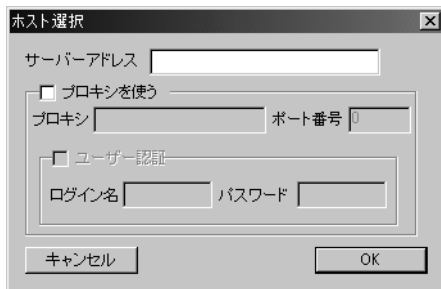 ホスト選択
サーバーアドレス
プロキシを使う
プロキシ ポート番号 0
ユーザー認証
ログイン名 パスワード
キャンセル OK